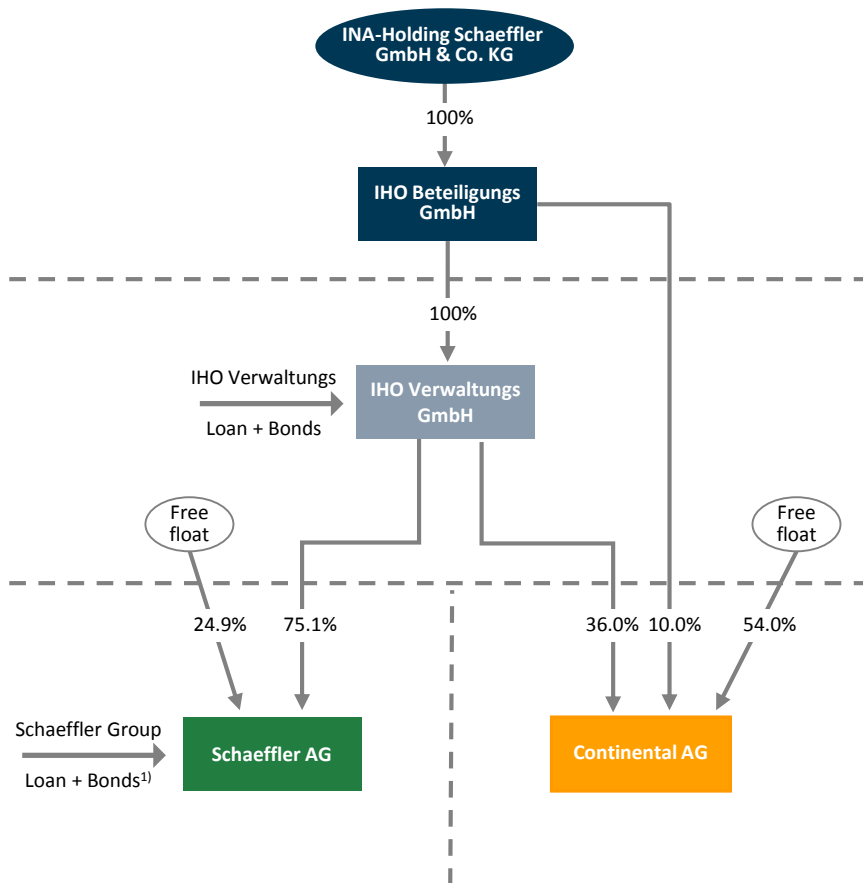 INA-Holding Schaeffler
GmbH & Co. KG
100%
IHO Beteiligungs
GmbH
100%
IHO Verwaltungs
Loan + Bonds
IHO Verwaltungs
GmbH
Free
float
Free
float
24.9%
75.1%
36.0%
10.0%
54.0%
Schaeffler Group
Loan + Bonds¹⁾
Schaeffler AG
Continental AG